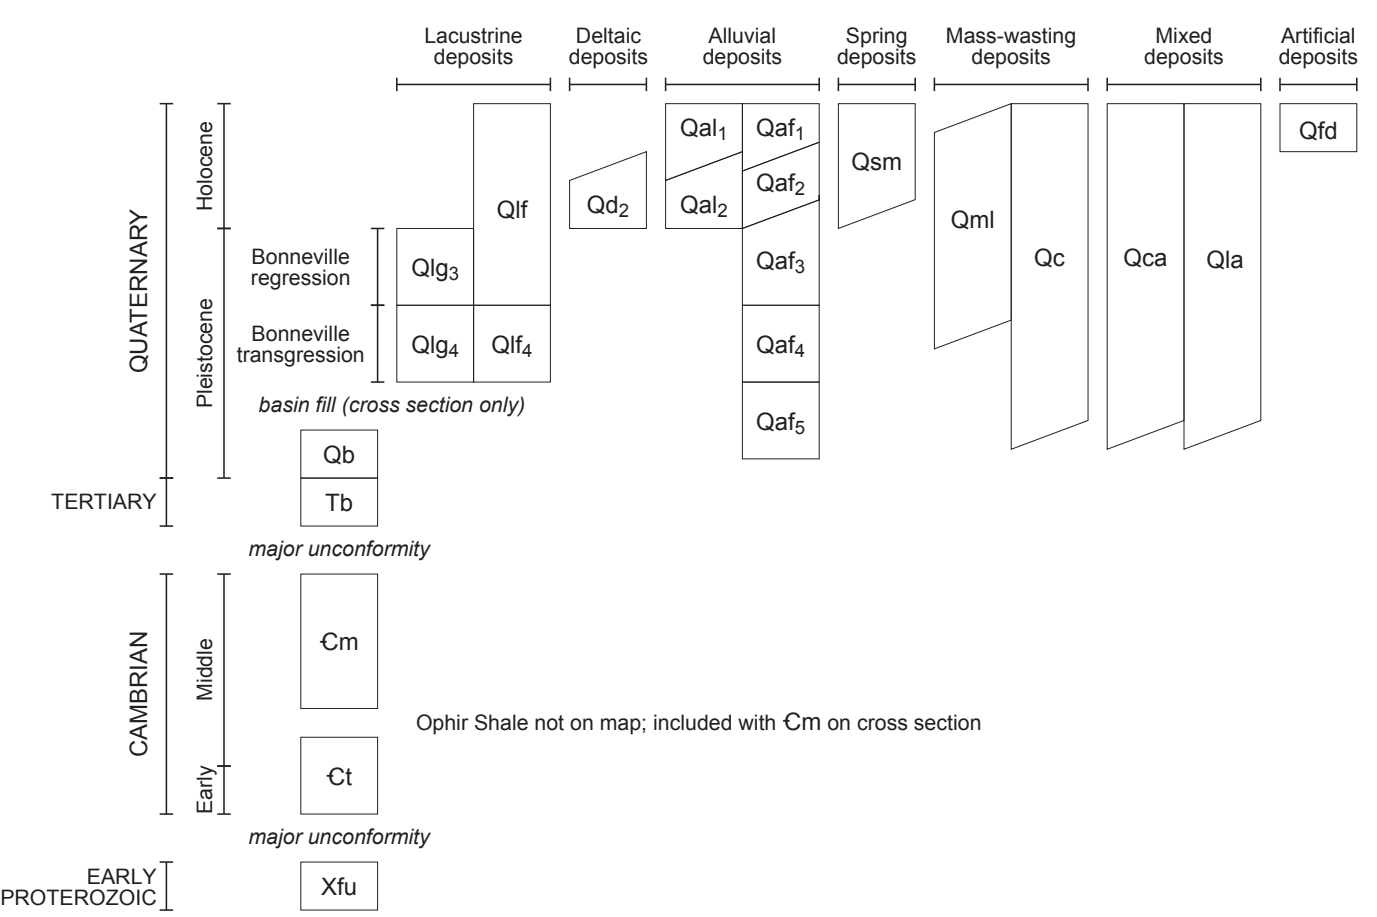 Lacustrine
deposits
Deltaic
deposits
Alluvial
deposits
Spring
deposits
Mass-wasting
deposits
Mixed
deposits
Artificial
deposits
QUATERNARY
Holocene
Pleistocene
Bonneville
regression
Bonneville
transgression
Qlf
Qlg3
Qlg4
Qlf4
Qd2
Qal1
Qaf1
Qal2
Qaf2
Qaf3
Qaf4
Qaf5
Qsm
Qml
Qc
Qca
Qla
Qfd
basin fill (cross section only)
Qb
TERTIARY
Tb
major unconformity
CAMBRIAN
Middle
Early
Ꞓm
Ophir Shale not on map; included with Ꞓm on cross section
Ꞓt
major unconformity
EARLY
PROTEROZOIC
Xfu